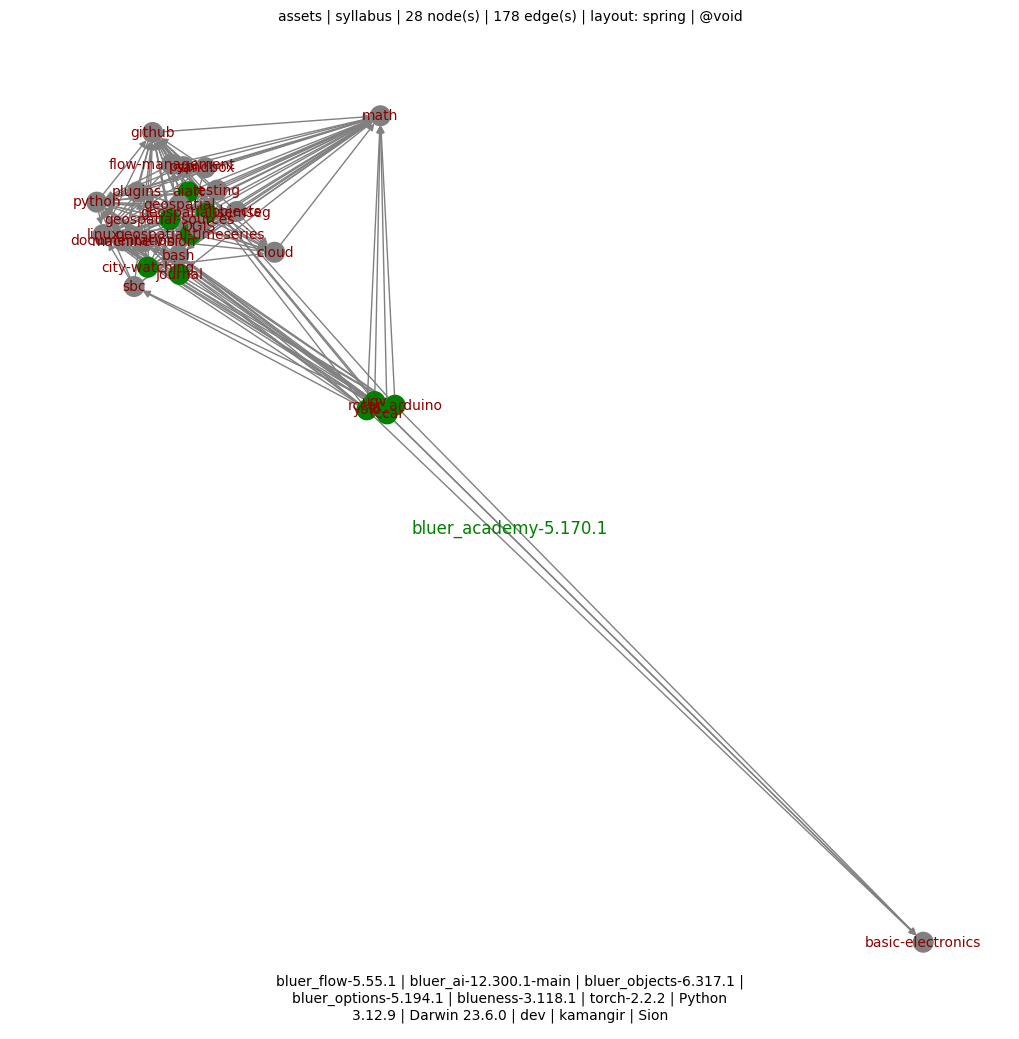 assets | syllabus | 28 node(s) | 178 edge(s) | layout: spring | @void
math
github
flow-management
sandbox
plugins
testing
python
geospatial
objects
geospatial-sources
QGIS
linux
geospatial-timeseries
bash
cloud
city-watching
journal
sbc
arduino
bluer_academy-5.170.1
basic-electronics
bluer_flow-5.55.1 | bluer_ai-12.300.1-main | bluer_objects-6.317.1 |
bluer_options-5.194.1 | blueness-3.118.1 | torch-2.2.2 | Python
3.12.9 | Darwin 23.6.0 | dev | kamangir | Sion